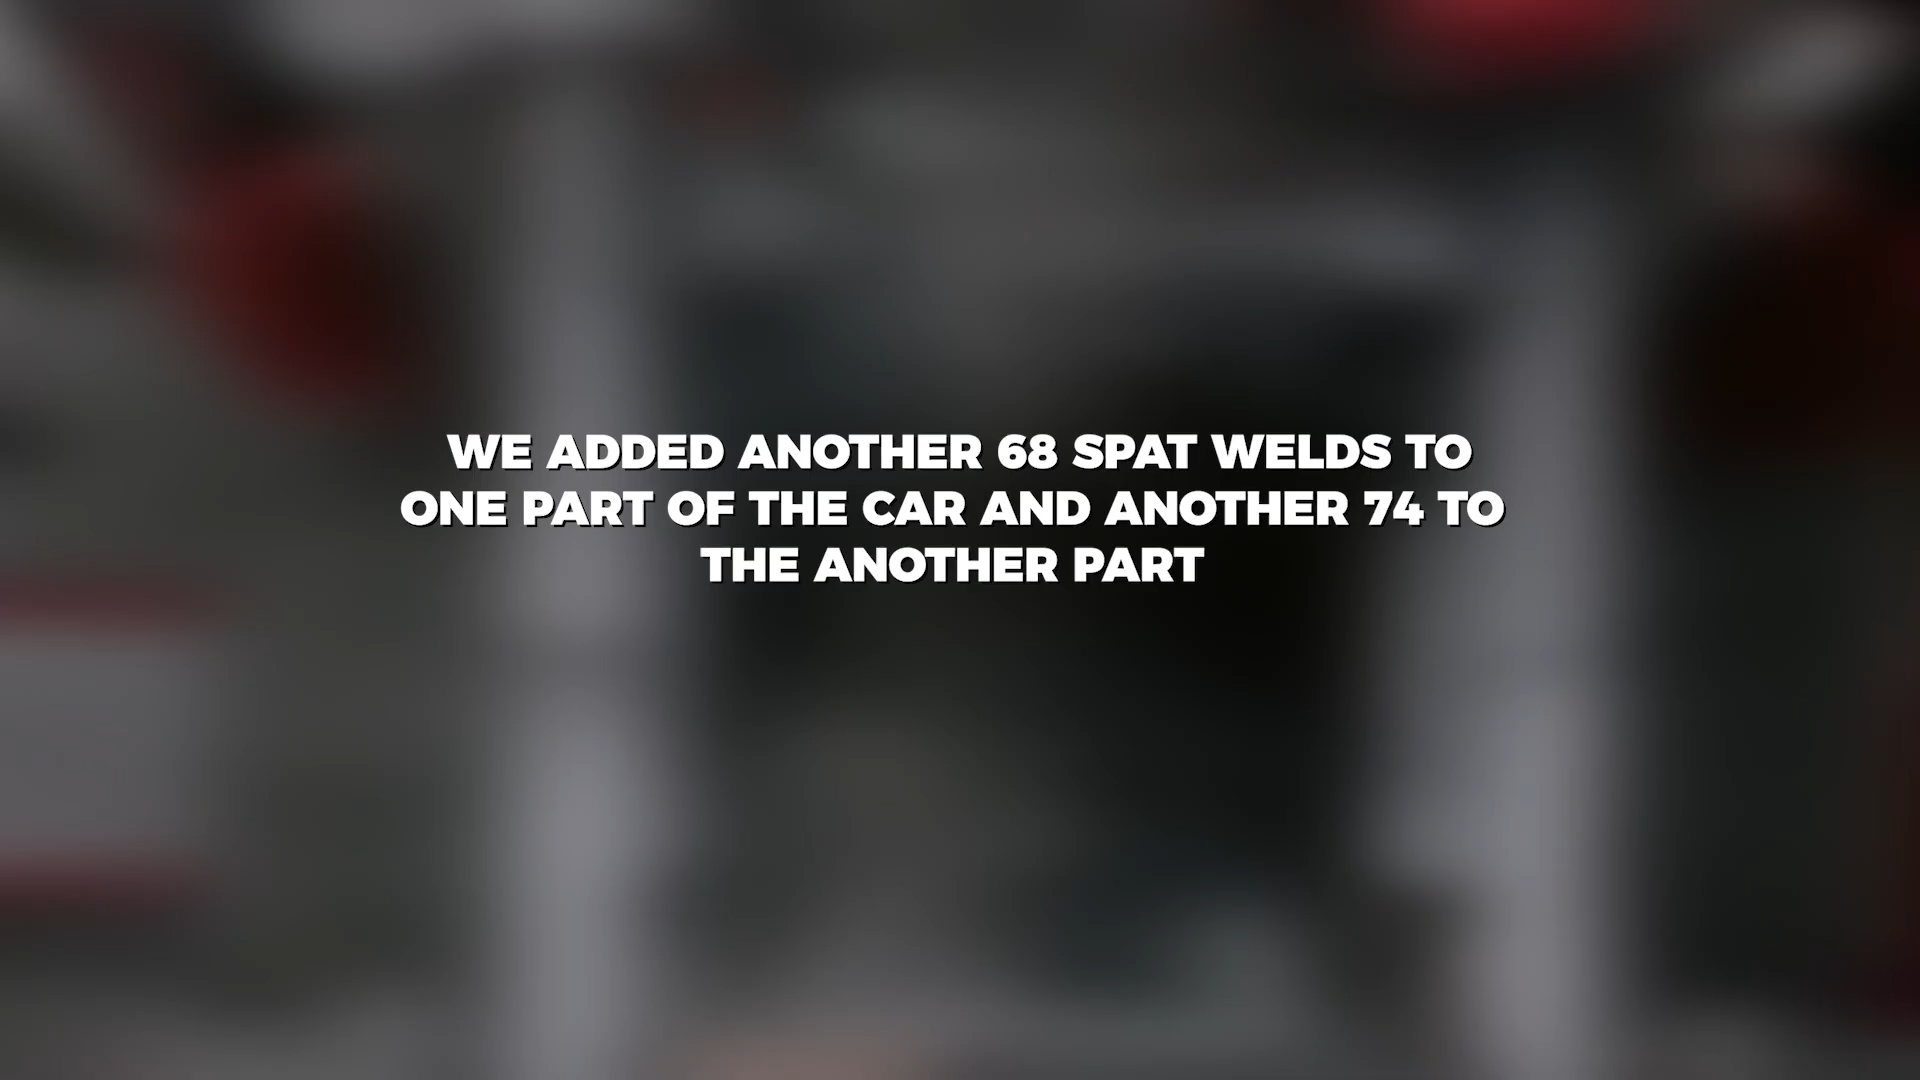 WE ADDED ANOTHER 68 SPAT WELDS TO
ONE PART OF THE CAR AND ANOTHER 74 TO
THE ANOTHER PART